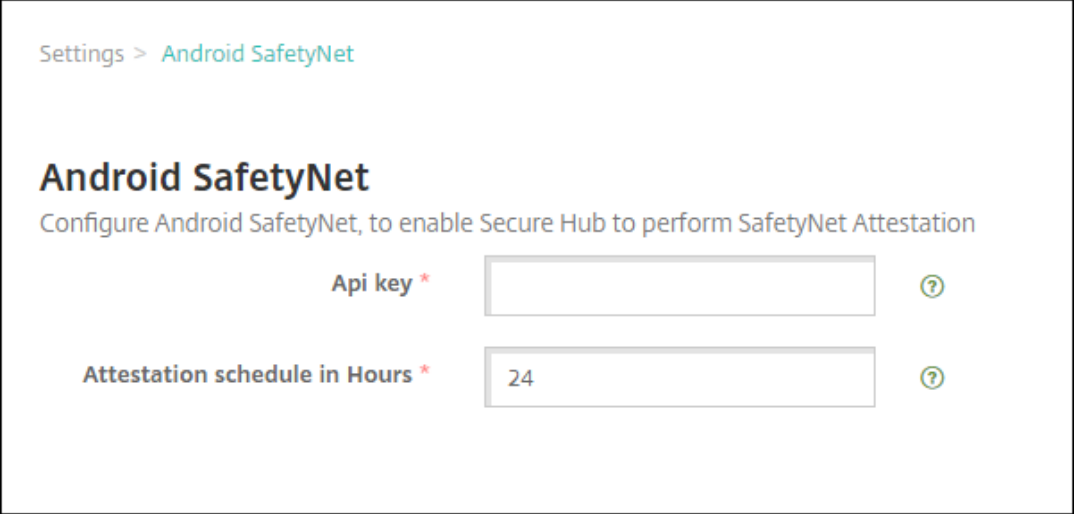 Settings > Android SafetyNet
Android SafetyNet
Configure Android SafetyNet, to enable Secure Hub to perform SafetyNet Attestation
Api key * ?
Attestation schedule in Hours * 24 ?